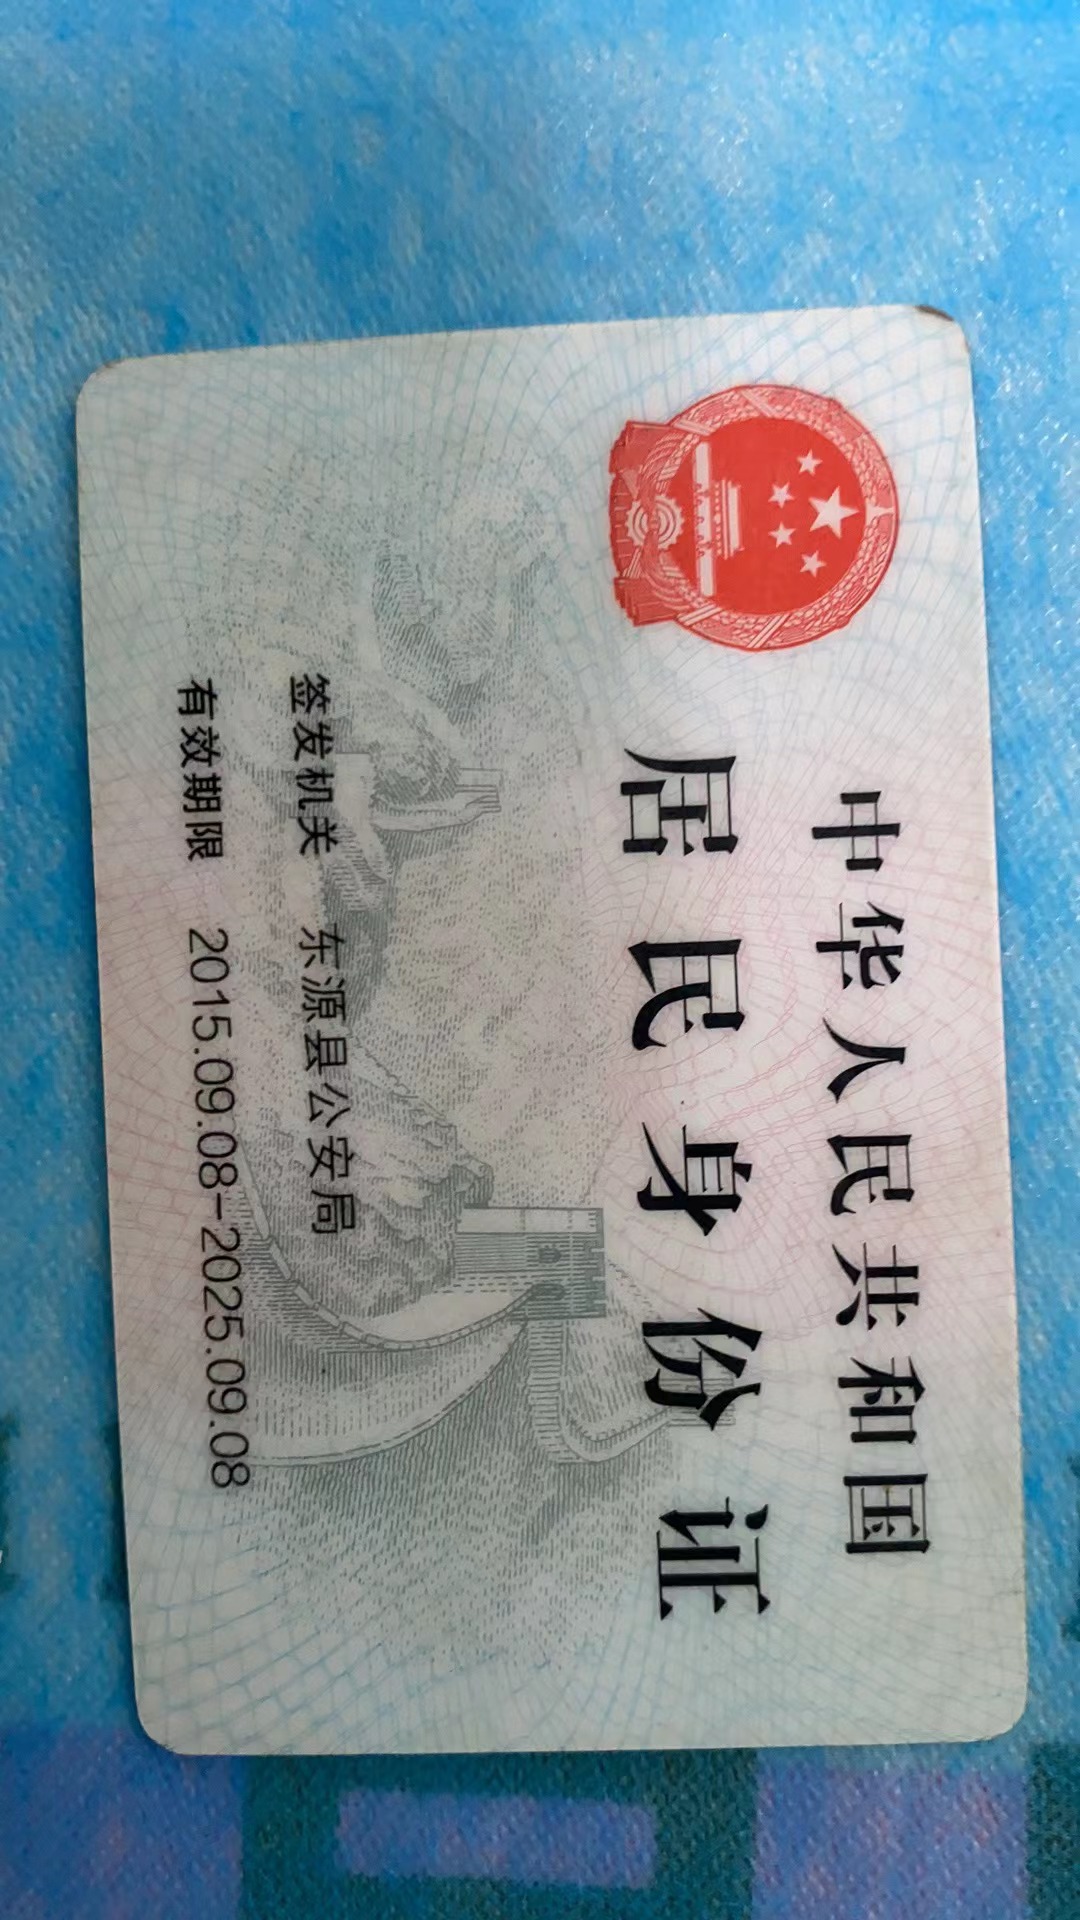 中华人民共和国
居民身份证
签发机关 东源县公安局
有效期限 2015.09.08-2025.09.08